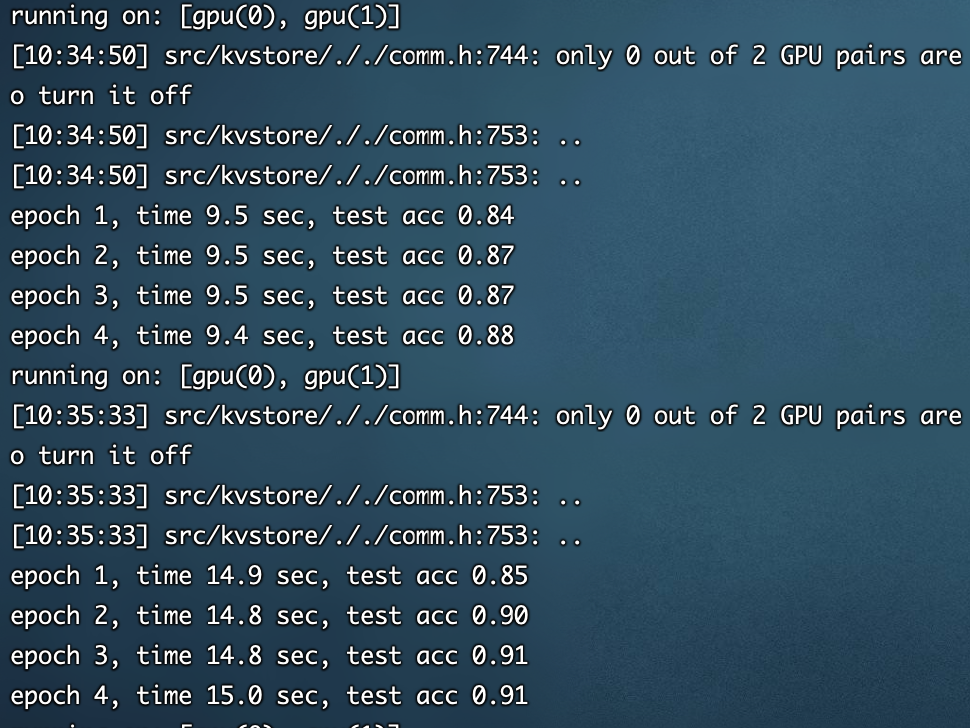 running on: [gpu(0), gpu(1)]
[10:34:50] src/kvstore/././comm.h:744: only 0 out of 2 GPU pairs are
o turn it off
[10:34:50] src/kvstore/././comm.h:753: ..
[10:34:50] src/kvstore/././comm.h:753: ..
epoch 1, time 9.5 sec, test acc 0.84
epoch 2, time 9.5 sec, test acc 0.87
epoch 3, time 9.5 sec, test acc 0.87
epoch 4, time 9.4 sec, test acc 0.88
running on: [gpu(0), gpu(1)]
[10:35:33] src/kvstore/././comm.h:744: only 0 out of 2 GPU pairs are
o turn it off
[10:35:33] src/kvstore/././comm.h:753: ..
[10:35:33] src/kvstore/././comm.h:753: ..
epoch 1, time 14.9 sec, test acc 0.85
epoch 2, time 14.8 sec, test acc 0.90
epoch 3, time 14.8 sec, test acc 0.91
epoch 4, time 15.0 sec, test acc 0.91